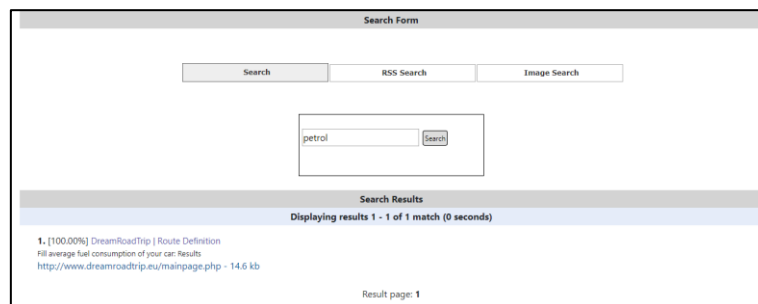 Search Form
Search RSS Search Image Search
petrol Search
Search Results
Displaying results 1 - 1 of 1 match (0 seconds)
1. [100.00%] DreamRoadTrip | Route Definition
Fill average fuel consumption of your car: Results
http://www.dreamroadtrip.eu/mainpage.php - 14.6 kb
Result page: 1